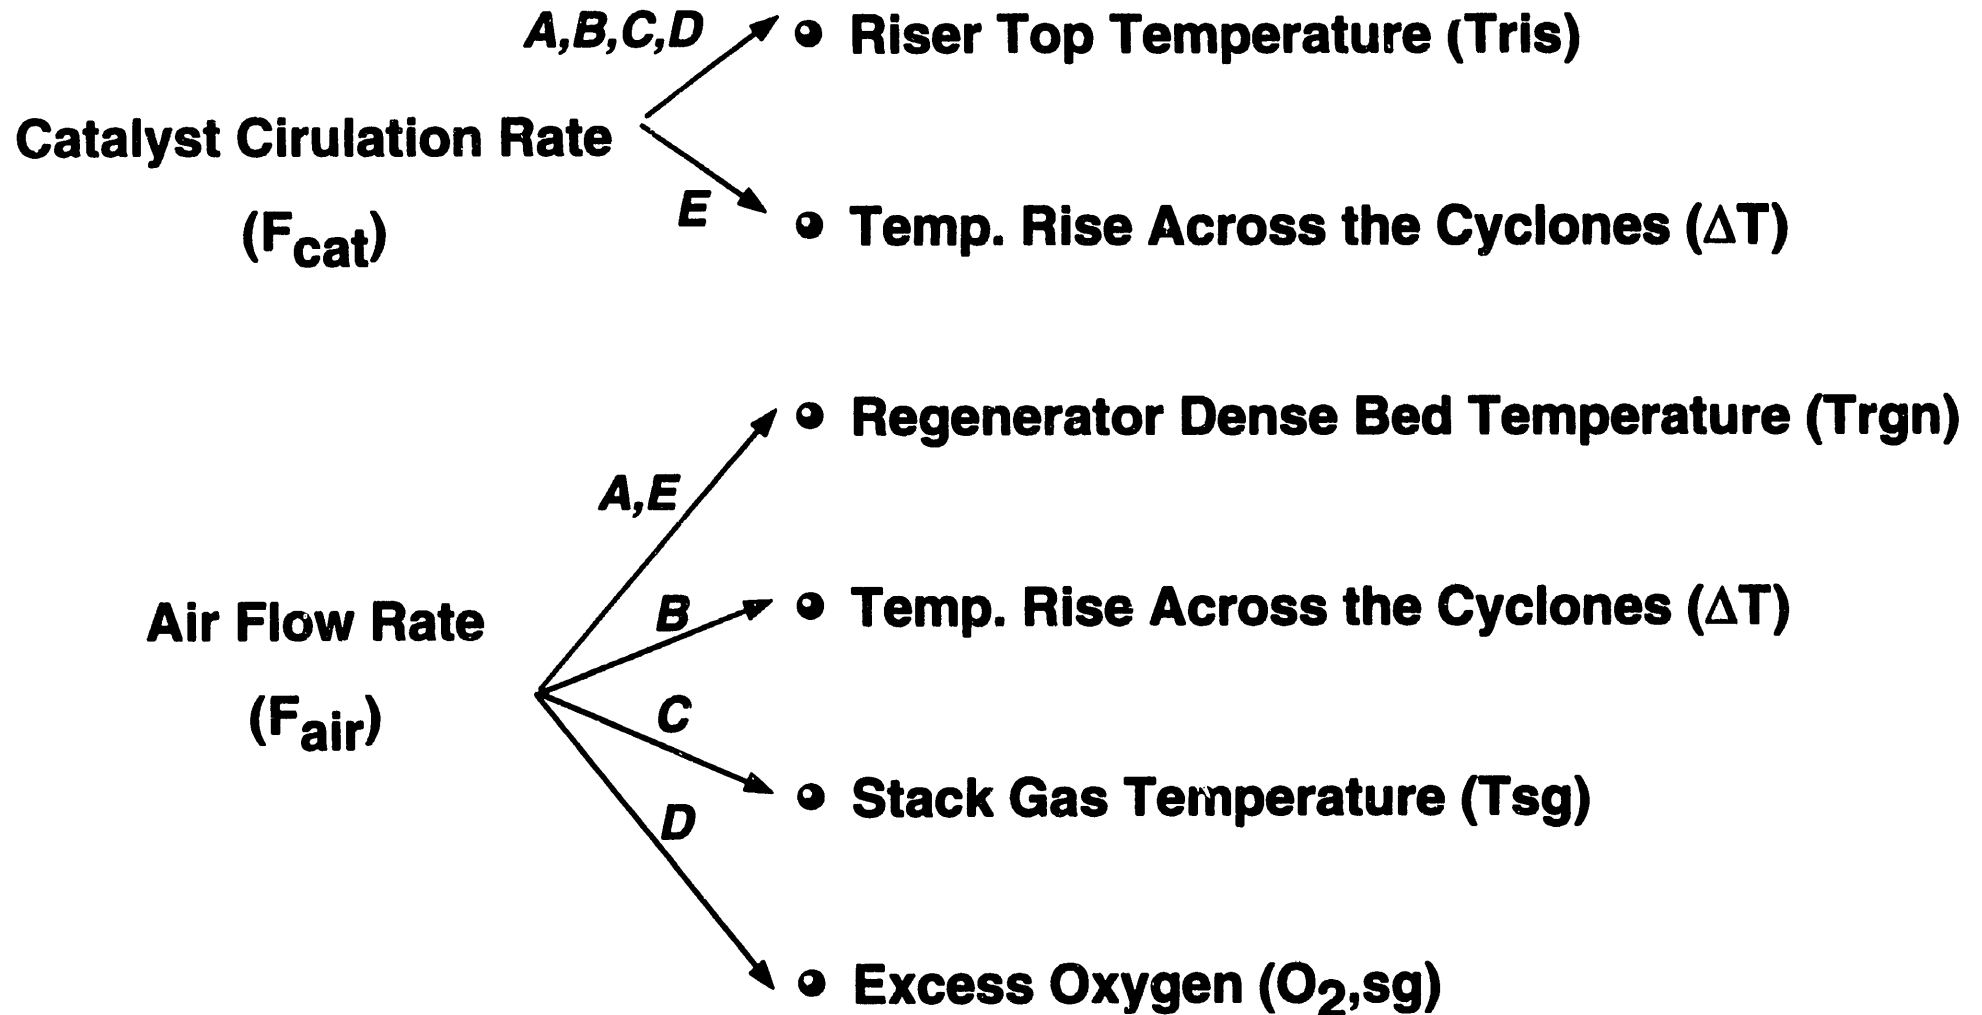 A,B,C,D
Riser Top Temperature (Tris)
Catalyst Cirulation Rate
(Fcat)
E
Temp. Rise Across the Cyclones (ΔT)
Regenerator Dense Bed Temperature (Trgn)
A,E
Air Flow Rate
(Fair)
B
Temp. Rise Across the Cyclones (ΔT)
C
Stack Gas Temperature (Tsg)
D
Excess Oxygen (O2,sg)